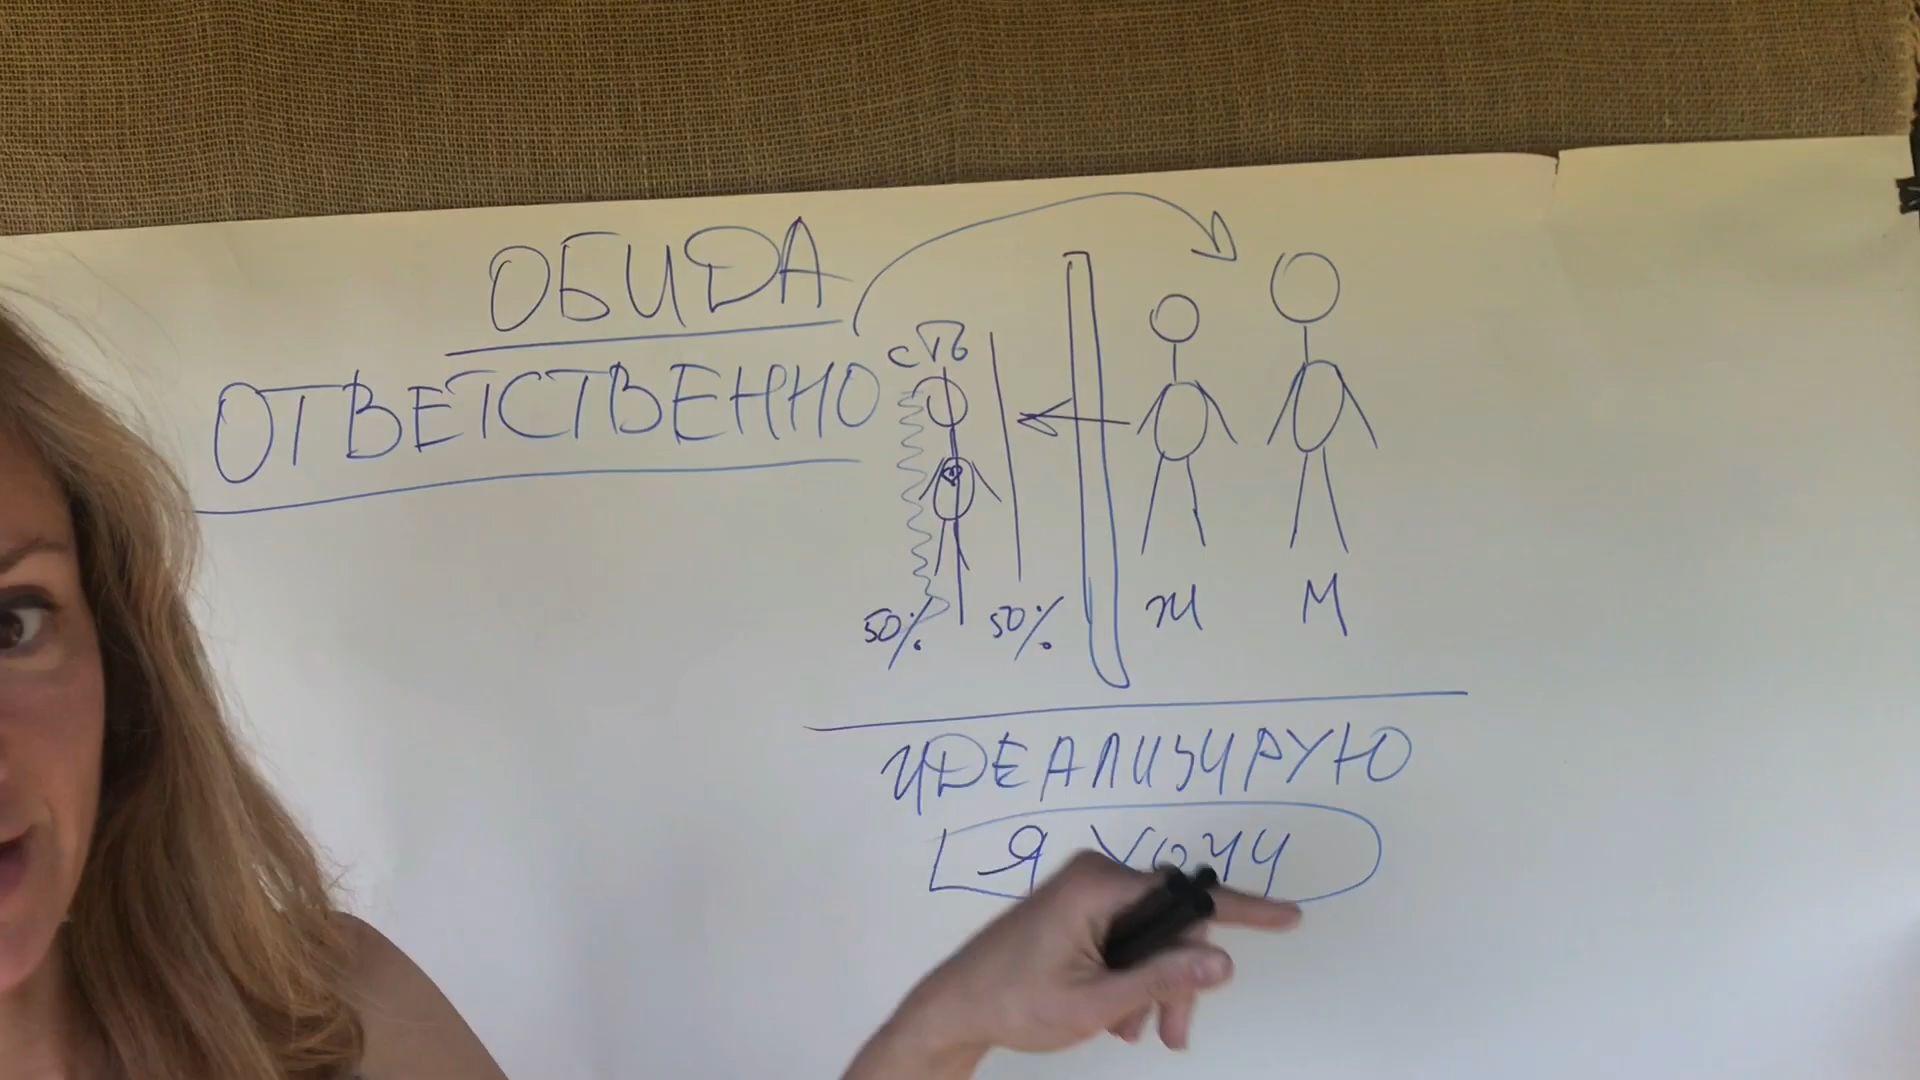 ОБИДА
ОТВЕТСТВЕННО
СТЬ
50% 50%
Ж М
ИДЕАЛИЗИРУЮ
Я ХОЧУ